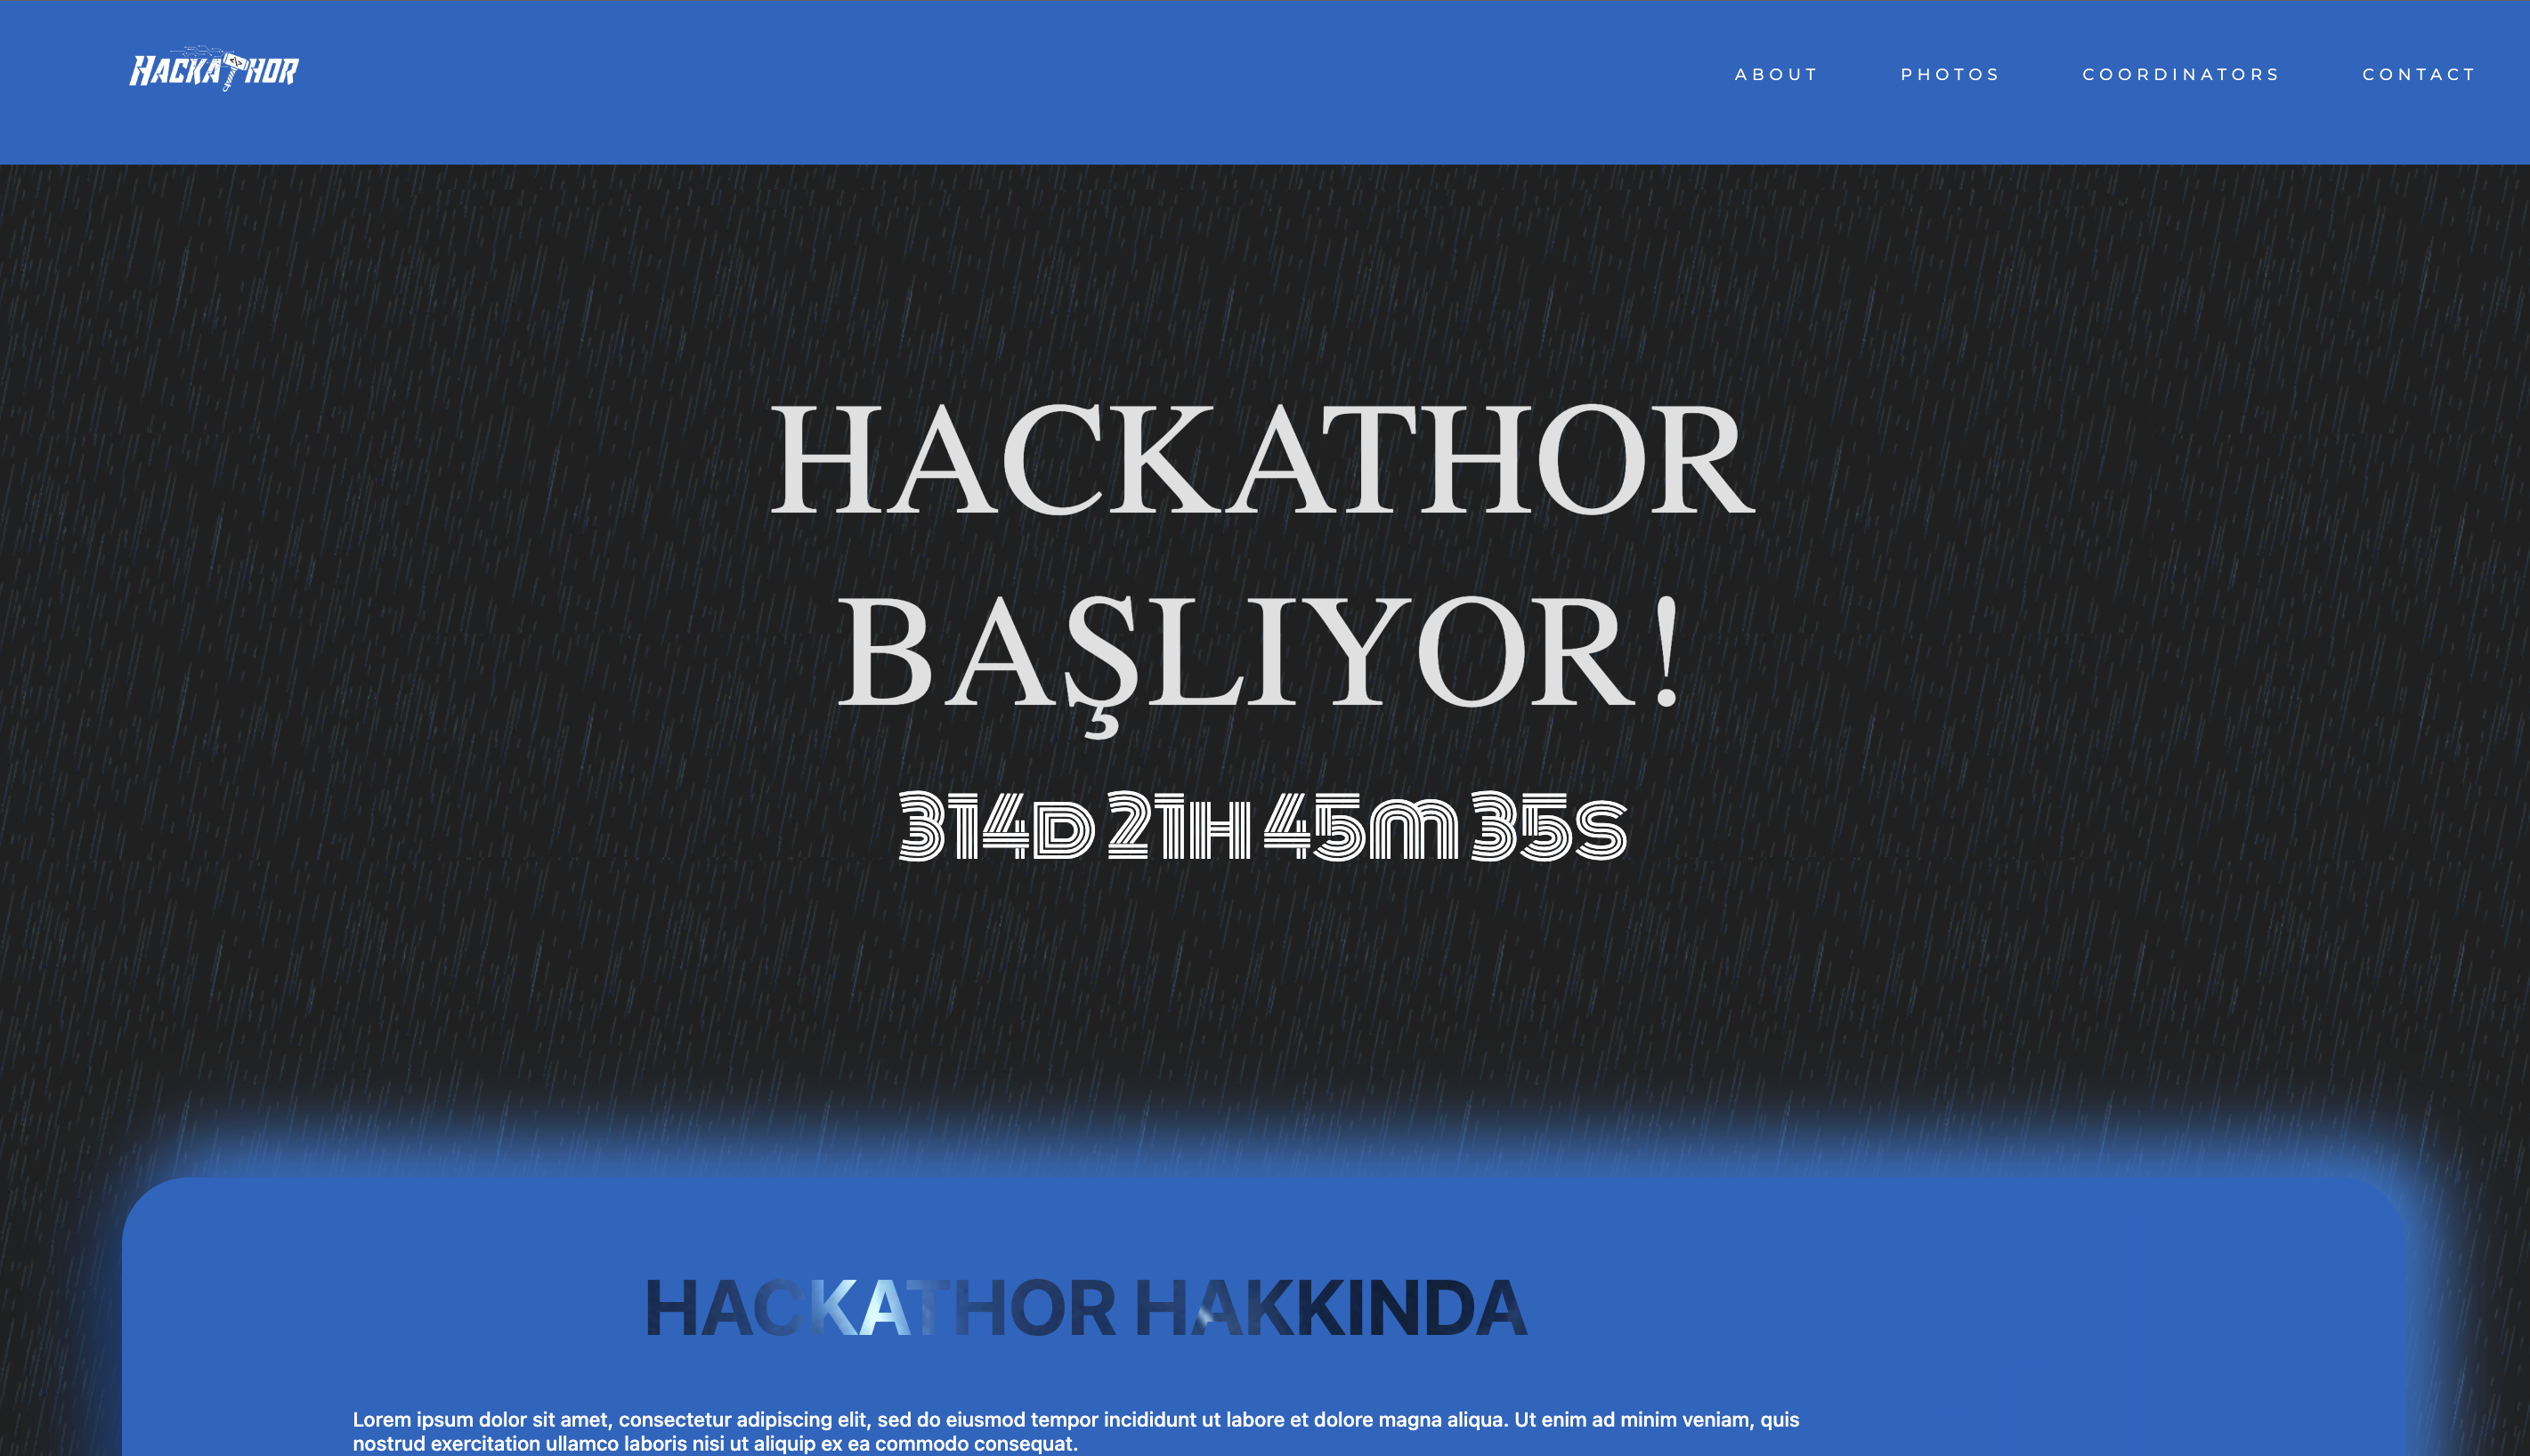 HACKATHOR
ABOUT PHOTOS COORDINATORS CONTACT
HACKATHOR
BAŞLIYOR!
314D 21H 45M 35S
HACKATHOR HAKKINDA
Lorem ipsum dolor sit amet, consectetur adipiscing elit, sed do eiusmod tempor incididunt ut labore et dolore magna aliqua. Ut enim ad minim veniam, quis
nostrud exercitation ullamco laboris nisi ut aliquip ex ea commodo consequat.